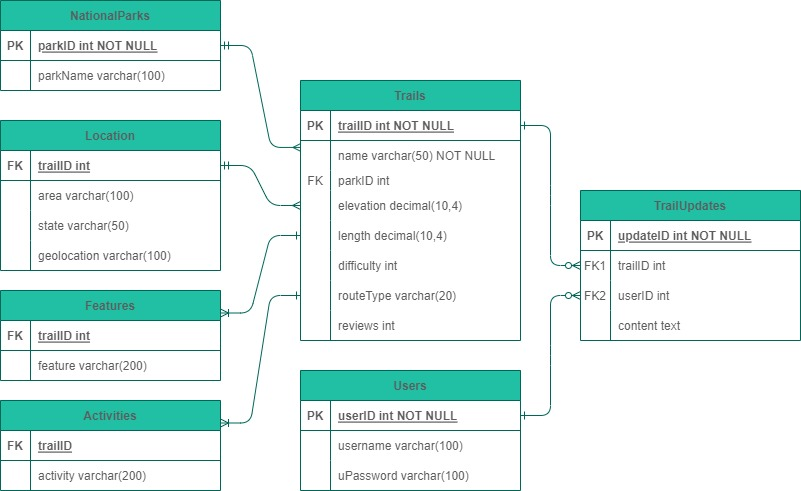 NationalParks
PK parkID int NOT NULL
parkName varchar(100)
Location
FK trailID int
area varchar(100)
state varchar(50)
geolocation varchar(100)
Features
FK trailID int
feature varchar(200)
Activities
FK trailID
activity varchar(200)
Trails
PK trailID int NOT NULL
name varchar(50) NOT NULL
FK parkID int
elevation decimal(10,4)
length decimal(10,4)
difficulty int
routeType varchar(20)
reviews int
Users
PK userID int NOT NULL
username varchar(100)
uPassword varchar(100)
TrailUpdates
PK updateID int NOT NULL
FK1 trailID int
FK2 userID int
content text